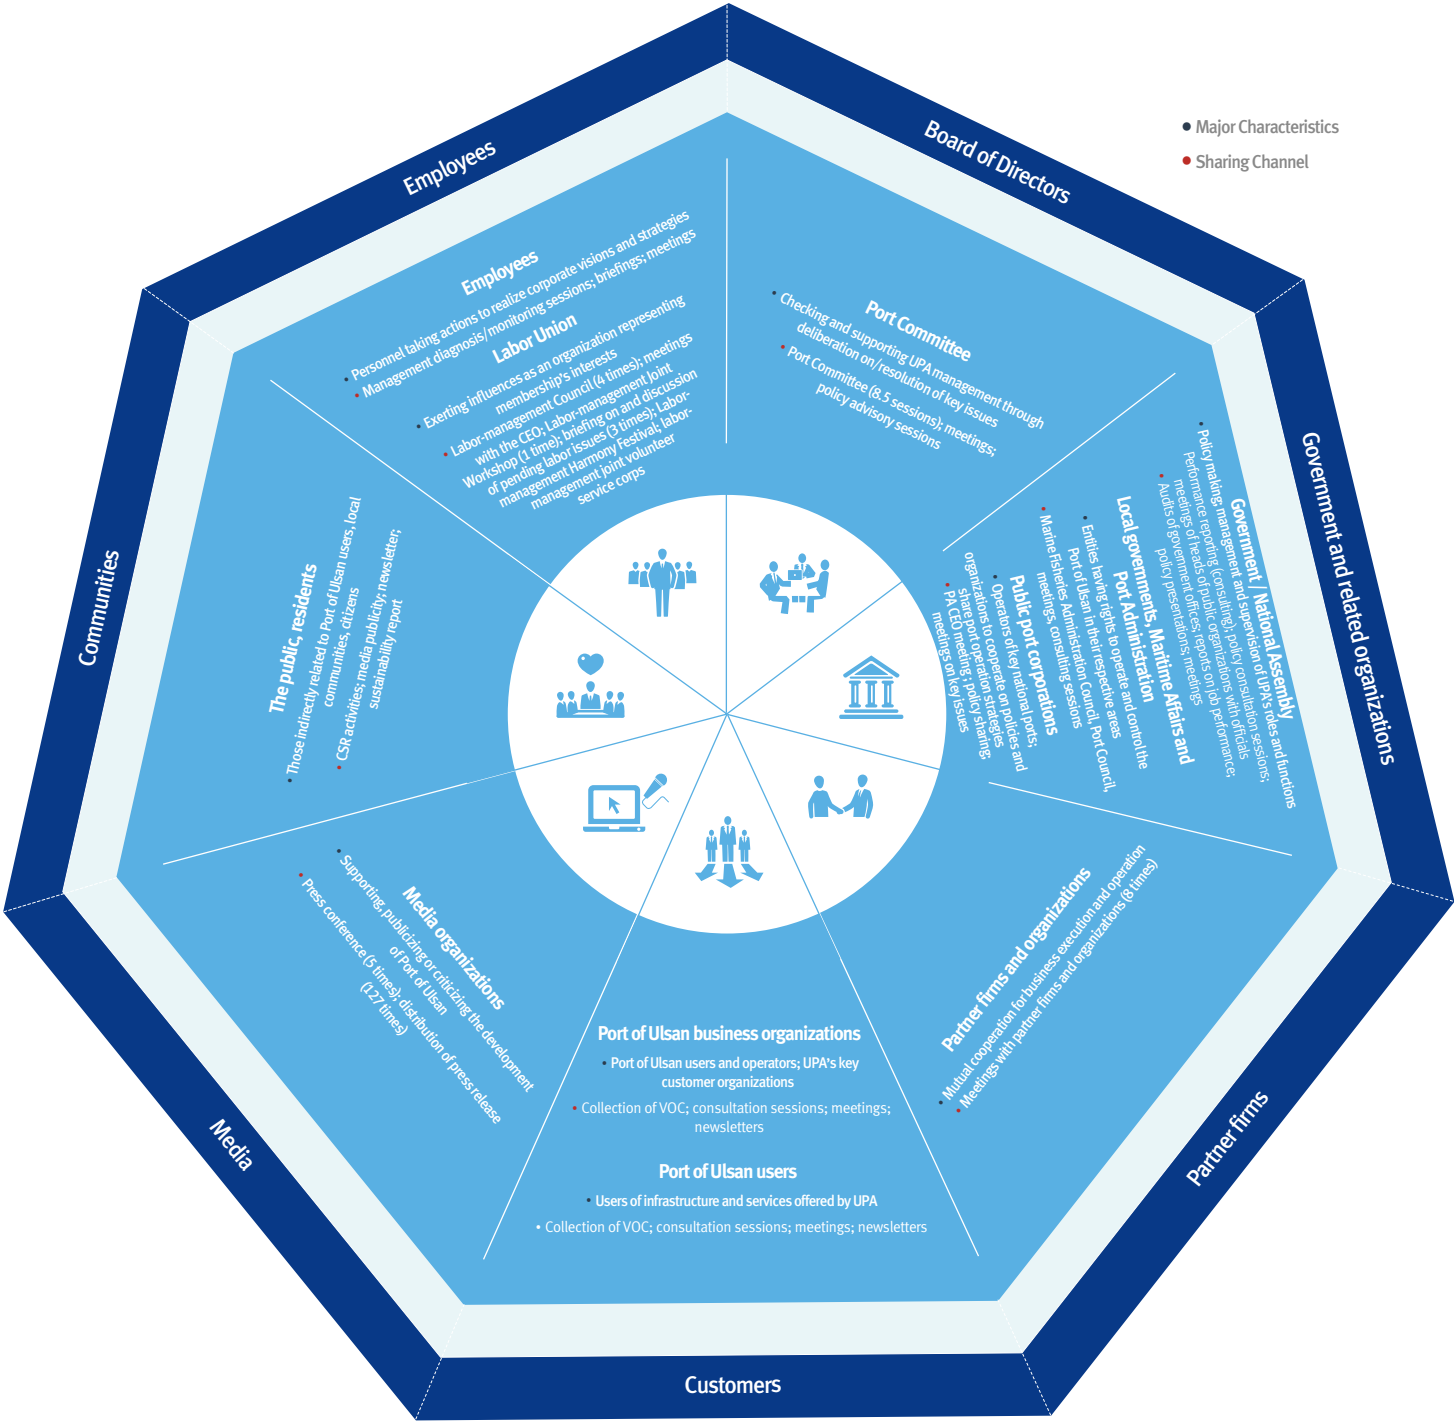 Major Characteristics
Sharing Channel
Board of Directors
Port Committee
Checking and supporting UPA management through
deliberation on/resolution of key issues
Port Committee (8.5 sessions); meetings;
policy advisory sessions
Government and related organizations
Government / National Assembly
Policy making; management and supervision of UPA's roles and functions
Performance reporting (consulting); policy consultation sessions;
meetings of heads of public organizations with officials
Audits of government offices; reports on job performance;
policy presentations; meetings
Local governments, Maritime Affairs and
Port Administration
Entities having rights to operate and control the
Port of Ulsan in their respective areas
Marine Fisheries Administration Council, Port Council,
meetings, consulting sessions
Public port corporations
Operators of key national ports;
organizations to cooperate on policies and
share port operation strategies
PA CEO meeting ; policy sharing;
meetings on key issues
Partner firms
Partner firms and organizations
Mutual cooperation for business execution and operation
Meetings with partner firms and organizations (8 times)
Customers
Port of Ulsan business organizations
Port of Ulsan users and operators; UPA's key
customer organizations
Collection of VOC; consultation sessions; meetings;
newsletters
Port of Ulsan users
Users of infrastructure and services offered by UPA
Collection of VOC; consultation sessions; meetings; newsletters
Media
Media organizations
Supporting, publicizing or criticizing the development
of Port of Ulsan
Press conference (5 times); distribution of press release
(127 times)
Communities
The public, residents
Those indirectly related to Port of Ulsan users, local
communities, citizens
CSR activities; media publicity; newsletter;
sustainability report
Employees
Employees
Personnel taking actions to realize corporate visions and strategies
Management diagnosis/monitoring sessions; briefings; meetings
Labor Union
Exerting influences as an organization representing
membership's interests
Labor-management Council (4 times); meetings
with the CEO; Labor-management Joint
Workshop (1 time); briefing on and discussion
of pending labor issues (3 times); Labor-
management Harmony Festival; labor-
management joint volunteer
service corps